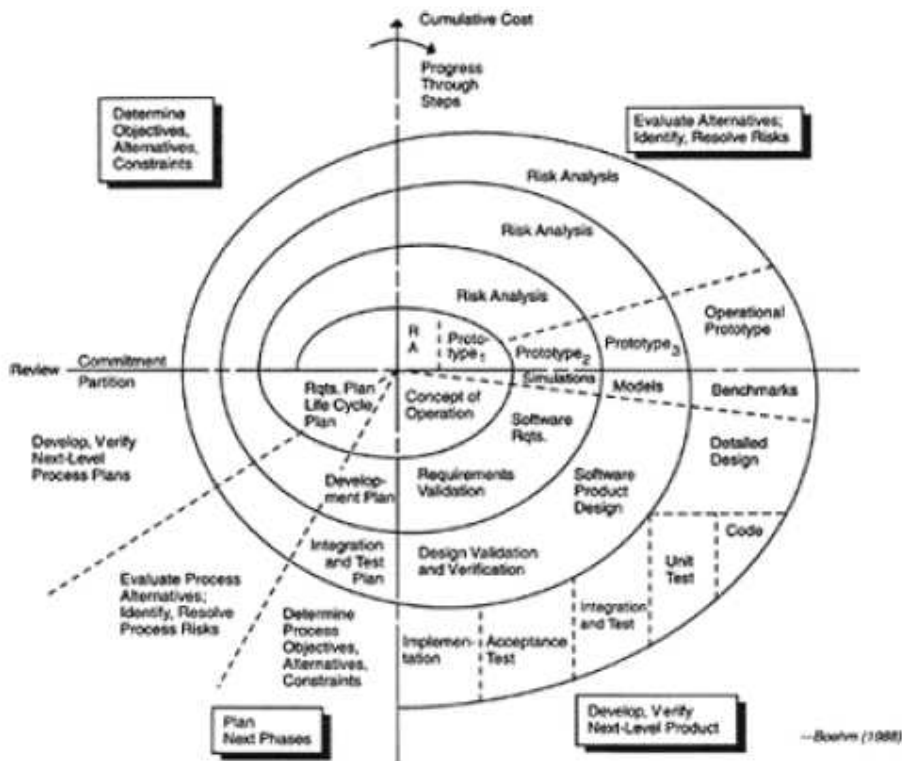 Cumulative Cost
Progress
Through
Steps
Determine
Objectives,
Alternatives,
Constraints
Evaluate Alternatives;
Identify, Resolve Risks
Risk Analysis
Risk Analysis
Risk Analysis
R
A
Proto-
type1
Prototype2
Prototype3
Operational
Prototype
Review
Commitment
Partition
Simulations
Models
Benchmarks
Rqts. Plan
Life Cycle,
Plan
Concept of
Operation
Software
Rqts.
Detailed
Design
Develop, Verify
Next-Level
Process Plans
Develop-
ment Plan
Requirements
Validation
Software
Product
Design
Code
Unit
Test
Integration
and Test
Plan
Design Validation
and Verification
Evaluate Process
Alternatives;
Identify, Resolve
Process Risks
Determine
Process
Objectives,
Alternatives,
Constraints
Integration
and Test
Implemen-
tation
Acceptance
Test
Plan
Next Phases
Develop, Verify
Next-Level Product
--Boehm (1988)